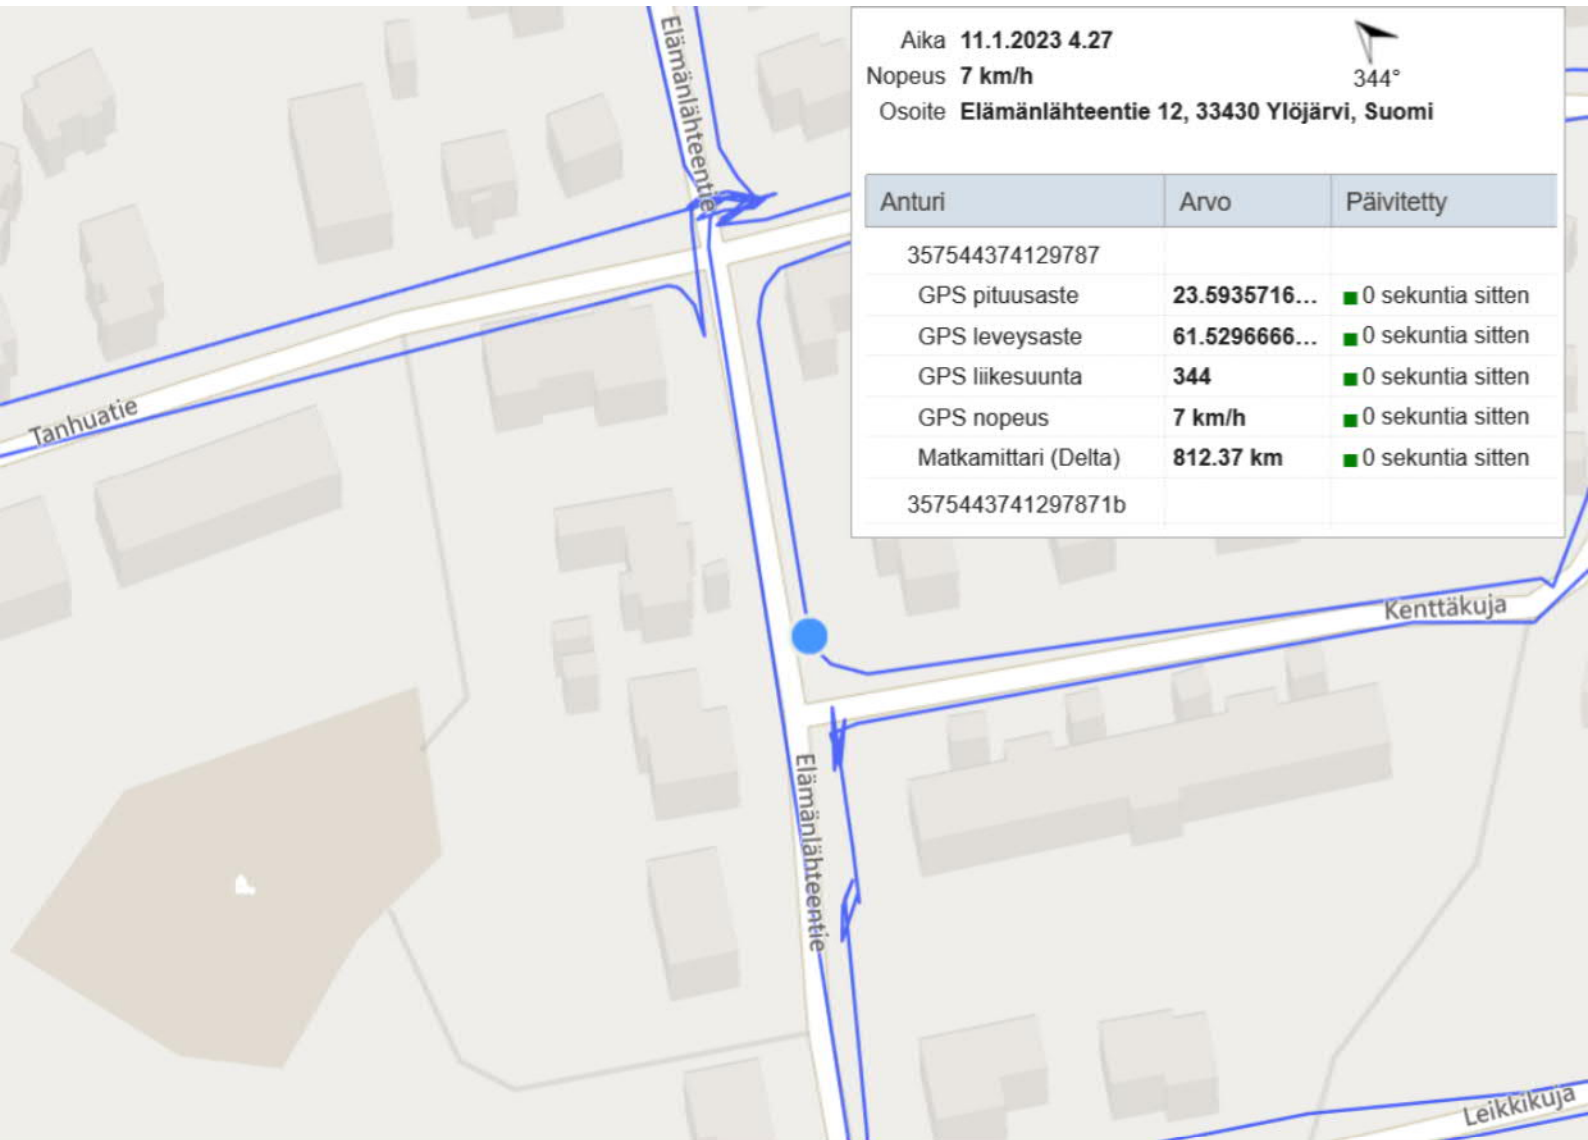 Elämänlähteentie
Aika 11.1.2023 4.27
Nopeus 7 km/h
344°
Osoite Elämänlähteentie 12, 33430 Ylöjärvi, Suomi
Anturi Arvo Päivitetty
357544374129787
GPS pituusaste 23.5935716... 0 sekuntia sitten
GPS leveysaste 61.5296666... 0 sekuntia sitten
GPS liikesuunta 344 0 sekuntia sitten
GPS nopeus 7 km/h 0 sekuntia sitten
Matkamittari (Delta) 812.37 km 0 sekuntia sitten
3575443741297871b
Tanhuatie
Kenttäkuja
Elämänlähteentie
Leikkikuja